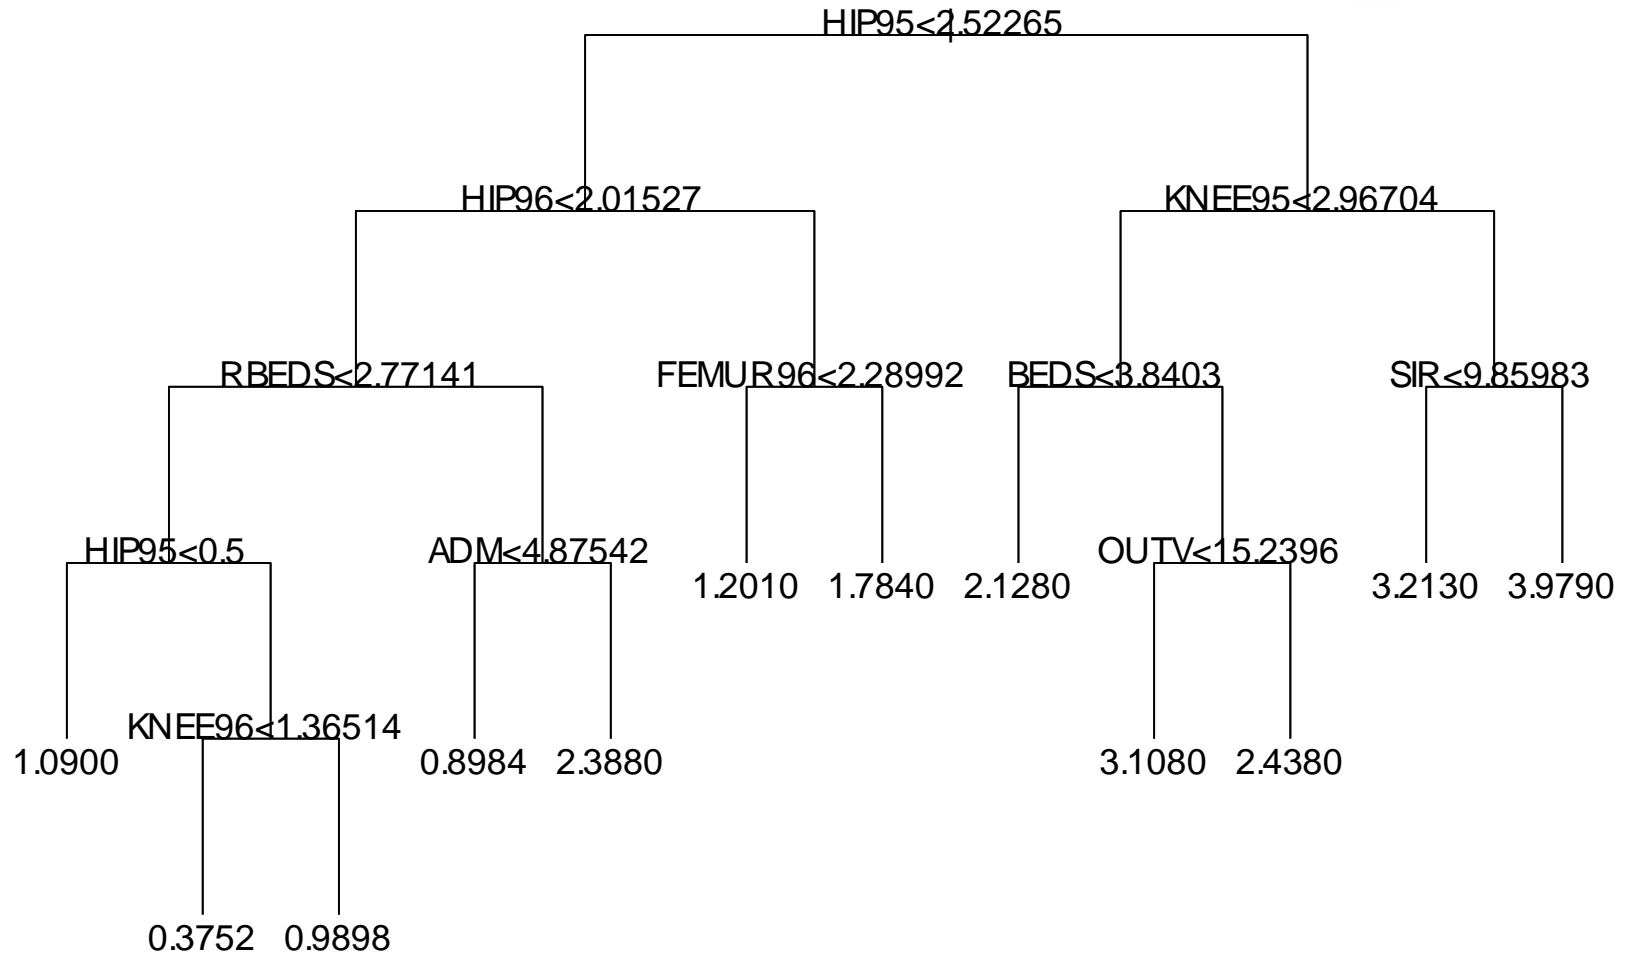 HIP95<2.52265
HIP96<2.01527
KNEE95<2.96704
RBEDS<2.77141
FEMUR96<2.28992
BEDS<3.8403
SIR<9.85983
HIP95<0.5
ADM<4.87542
1.2010
1.7840
2.1280
OUTV<15.2396
3.2130
3.9790
1.0900
KNEE96<1.36514
0.8984
2.3880
3.1080
2.4380
0.3752
0.9898